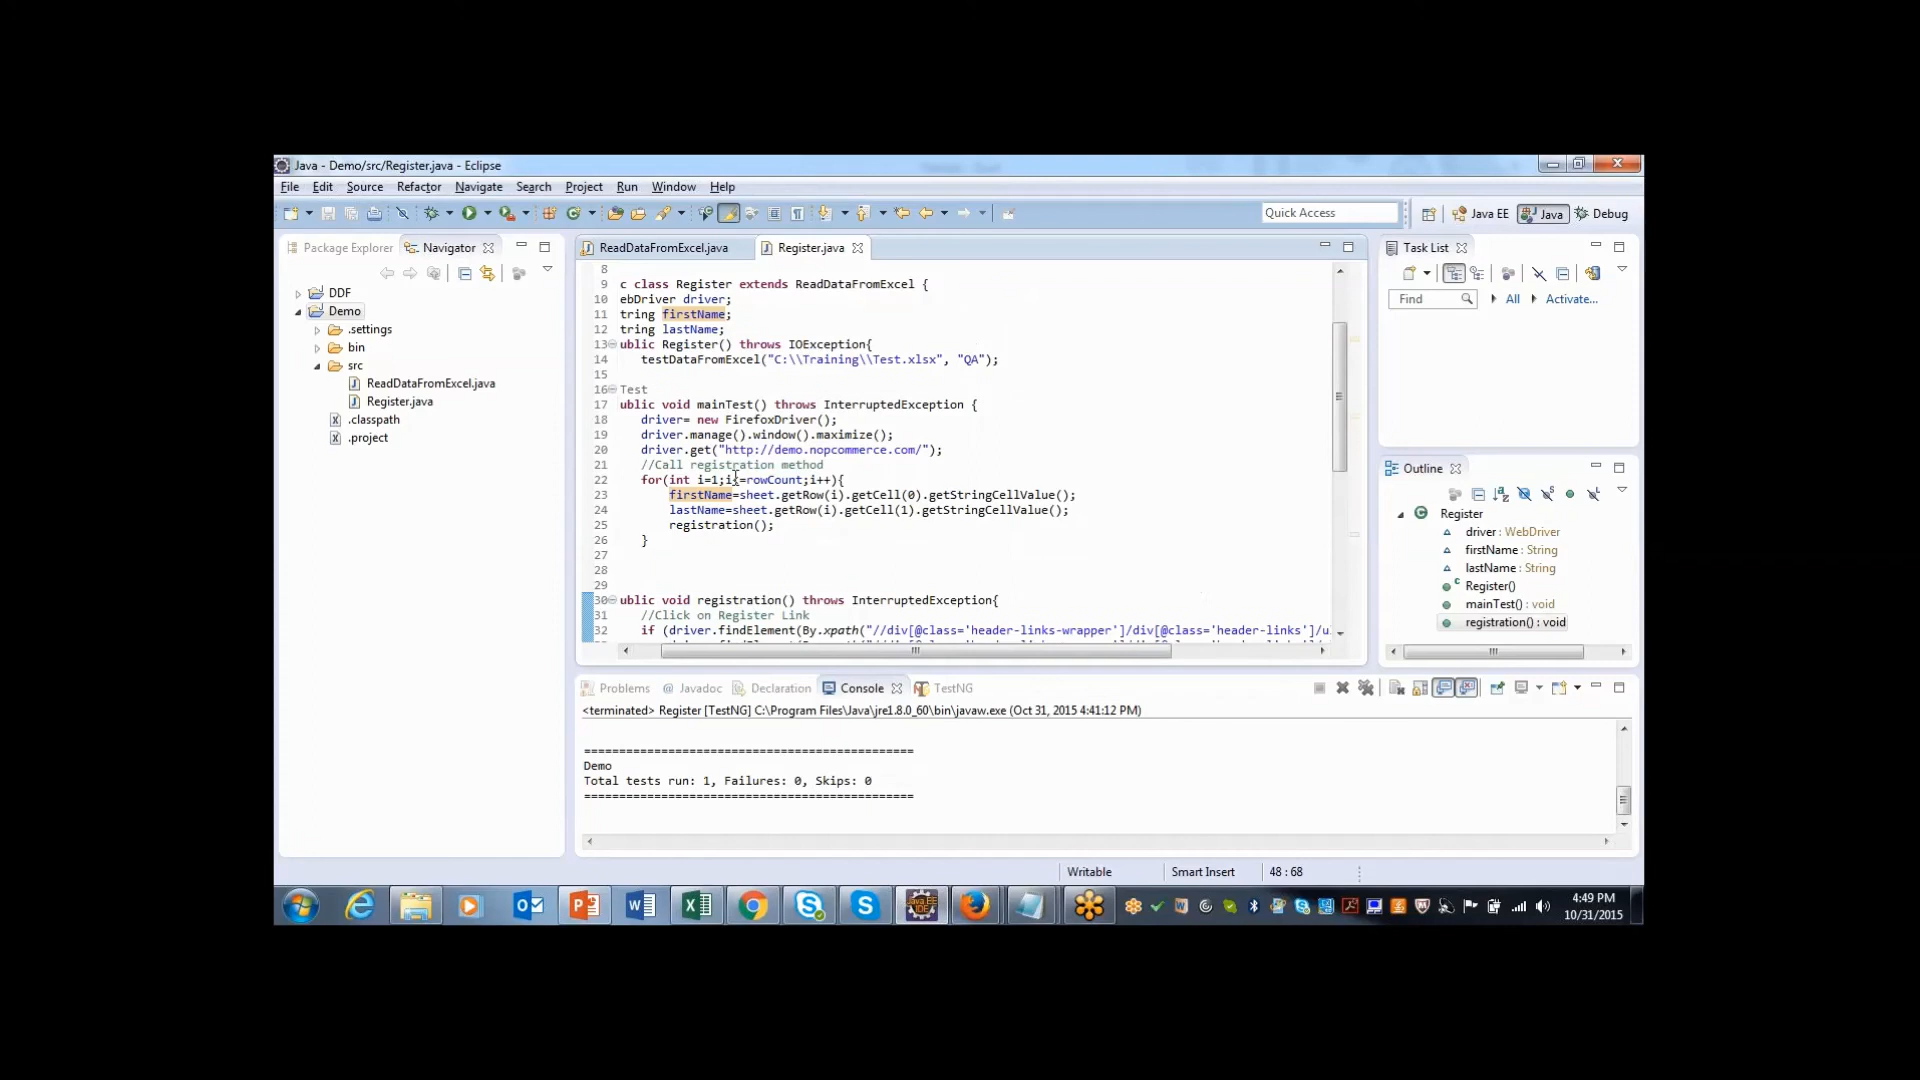 Java - Demo/src/Register.java - Eclipse
File Edit Source Refactor Navigate Search Project Run Window Help
Quick Access
Java EE
Java
Debug
Package Explorer
Navigator
DDF
Demo
.settings
bin
src
ReadDataFromExcel.java
Register.java
.classpath
.project
ReadDataFromExcel.java
Register.java
8
9 c class Register extends ReadDataFromExcel {
10 ebDriver driver;
11 tring firstName;
12 tring lastName;
13 ublic Register() throws IOException{
14 testDataFromExcel("C:\\Training\\Test.xlsx", "QA");
15
16 Test
17 ublic void mainTest() throws InterruptedException {
18 driver= new FirefoxDriver();
19 driver.manage().window().maximize();
20 driver.get("http://demo.nopcommerce.com/");
21 //Call registration method
22 for(int i=1;i<=rowCount;i++){
23 firstName=sheet.getRow(i).getCell(0).getStringCellValue();
24 lastName=sheet.getRow(i).getCell(1).getStringCellValue();
25 registration();
26 }
27
28
29
30 ublic void registration() throws InterruptedException{
31 //Click on Register Link
32 if (driver.findElement(By.xpath("//div[@class='header-links-wrapper']/div[@class='header-links']/u
Task List
Find
All
Activate...
Outline
Register
driver : WebDriver
firstName : String
lastName : String
Register()
mainTest() : void
registration() : void
Problems
@ Javadoc
Declaration
Console
TestNG
<terminated> Register [TestNG] C:\Program Files\Java\jre1.8.0_60\bin\javaw.exe (Oct 31, 2015 4:41:12 PM)
===============================================
Demo
Total tests run: 1, Failures: 0, Skips: 0
===============================================
Writable
Smart Insert
48 : 68
Java EE
IDE
4:49 PM
10/31/2015